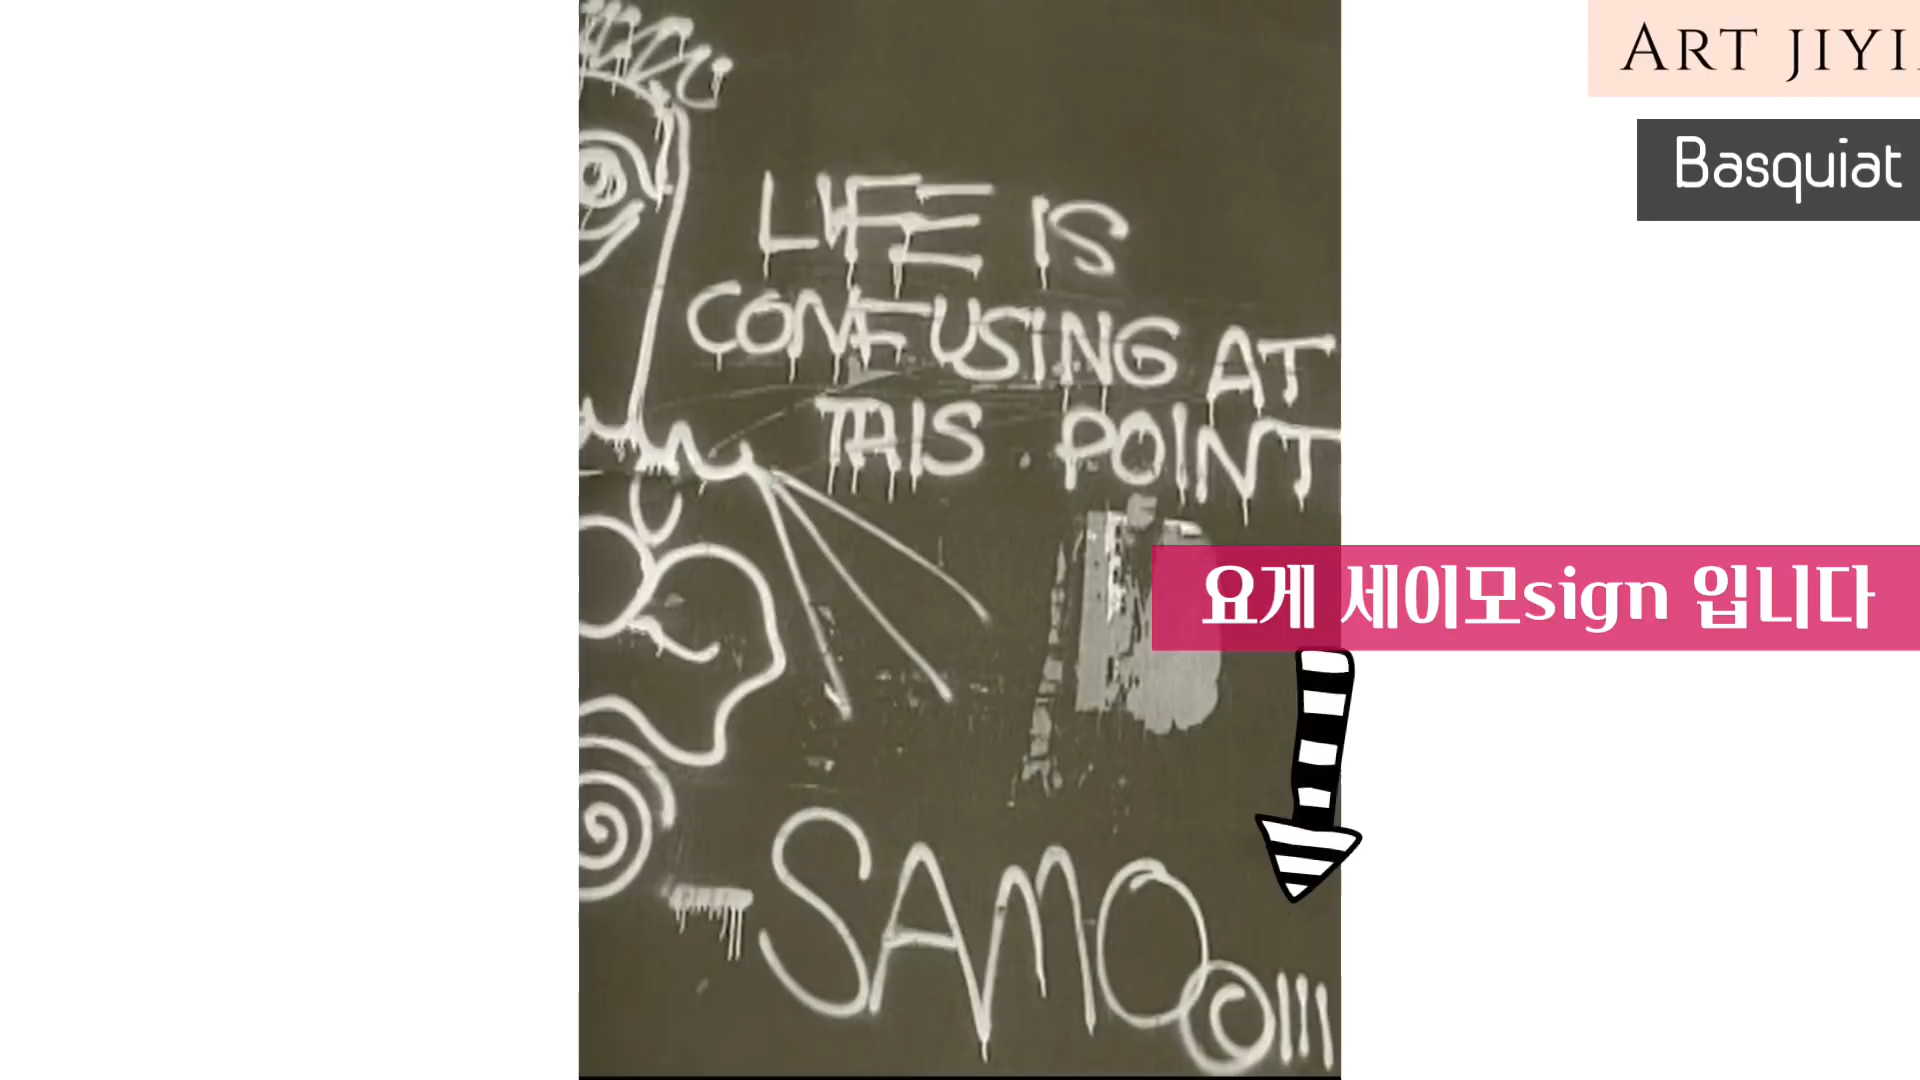 ART JIYI
Basquiat
LIFE IS
CONFUSING AT
THIS POINT
요게 세이모sign 입니다
-SAMO©III